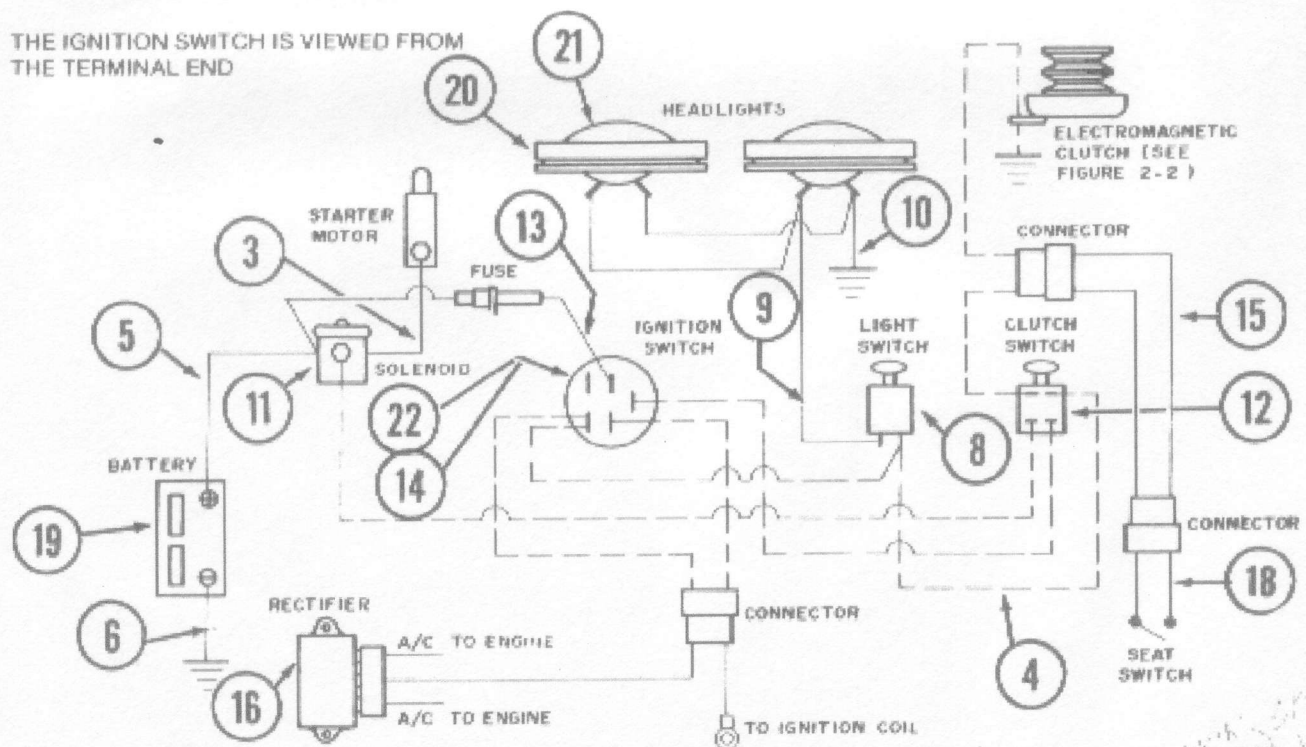 THE IGNITION SWITCH IS VIEWED FROM
THE TERMINAL END
21
20
HEADLIGHTS
ELECTROMAGNETIC
CLUTCH (SEE
FIGURE 2-2)
STARTER
MOTOR
13
10
3
FUSE
CONNECTOR
9
5
IGNITION
SWITCH
LIGHT
SWITCH
CLUTCH
SWITCH
15
SOLENOID
11
22
12
8
14
BATTERY
19
CONNECTOR
18
RECTIFIER
CONNECTOR
6
A/C TO ENGINE
4
SEAT
SWITCH
16
A/C TO ENGINE
TO IGNITION COIL